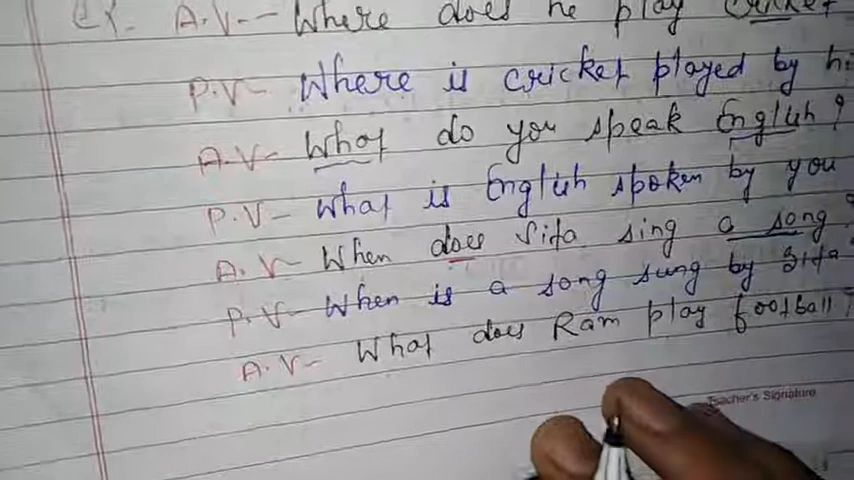 Ex. A.V-- Where does he play cricket
P.V- Where is cricket played by hi
A.V- What do you speak English?
P.V- What is English spoken by you
A.V- When does Sita sing a song?
P.V- When is a song sung by Sita?
A.V- What does Ram play football?
Teacher's Signature